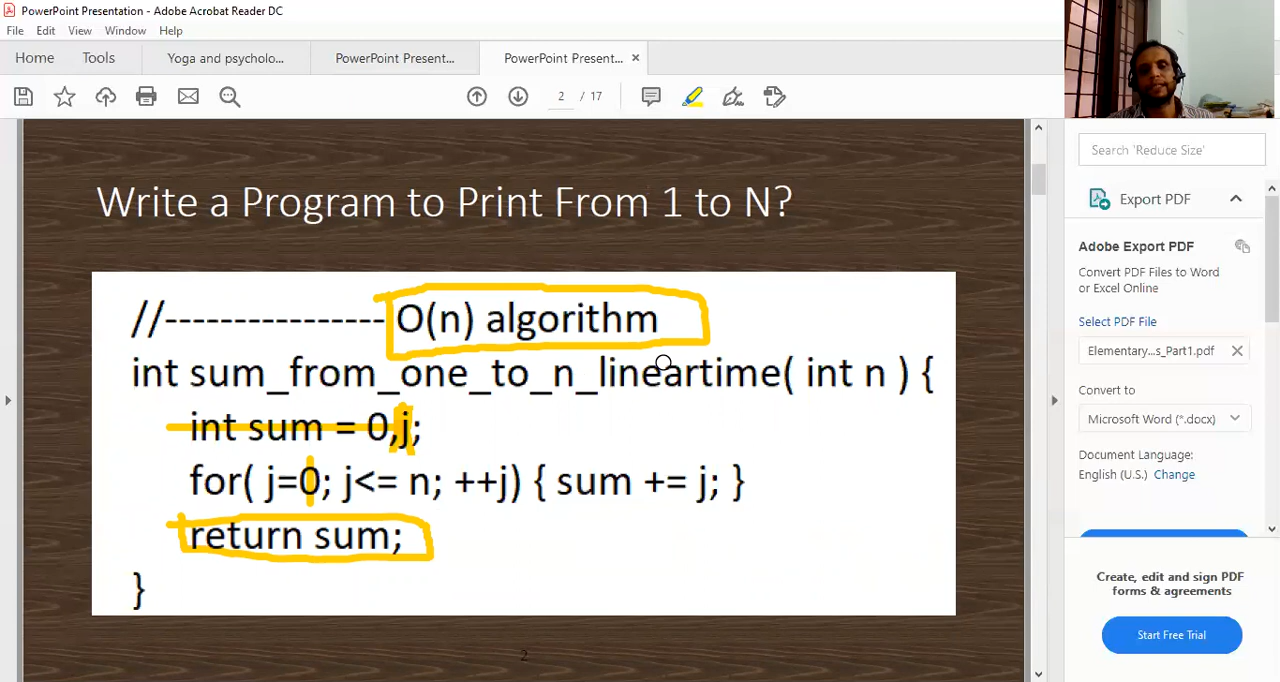 PowerPoint Presentation - Adobe Acrobat Reader DC
File Edit View Window Help
Home Tools Yoga and psycholo... PowerPoint Present... PowerPoint Present... ×
2 / 17
Search 'Reduce Size'
Export PDF
Adobe Export PDF
Convert PDF Files to Word
or Excel Online
Select PDF File
Elementary...s_Part1.pdf
Convert to
Microsoft Word (*.docx)
Document Language:
English (U.S.) Change
Create, edit and sign PDF
forms & agreements
Start Free Trial
Write a Program to Print From 1 to N?
//---------------- O(n) algorithm
int sum_from_one_to_n_lineartime( int n ) {
int sum = 0,j;
for( j=0; j<= n; ++j) { sum += j; }
return sum;
}
2